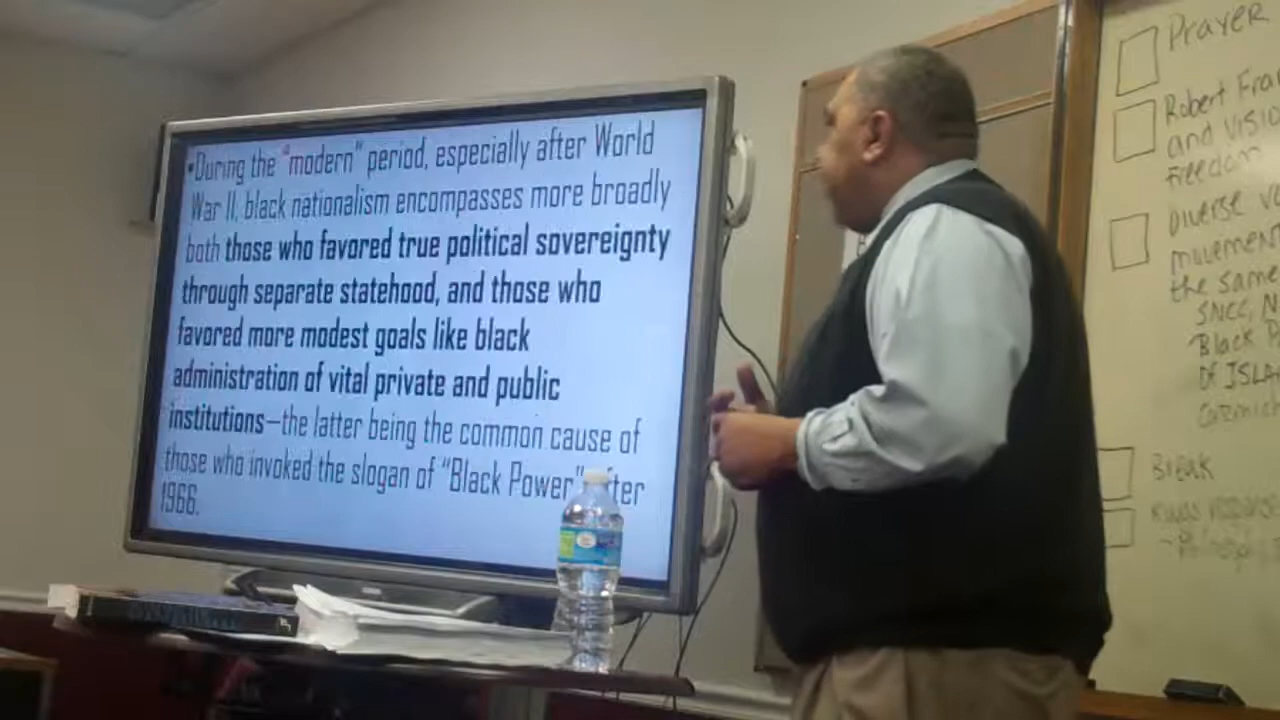 •During the "modern" period, especially after World
War II, black nationalism encompasses more broadly
both those who favored true political sovereignty
through separate statehood, and those who
favored more modest goals like black
administration of vital private and public
institutions—the latter being the common cause of
those who invoked the slogan of "Black Power"
1966.
Prayer
Robert
and
Freedom
Diverse
movement
the same
SNCC,
Black
OF ISLA
Break